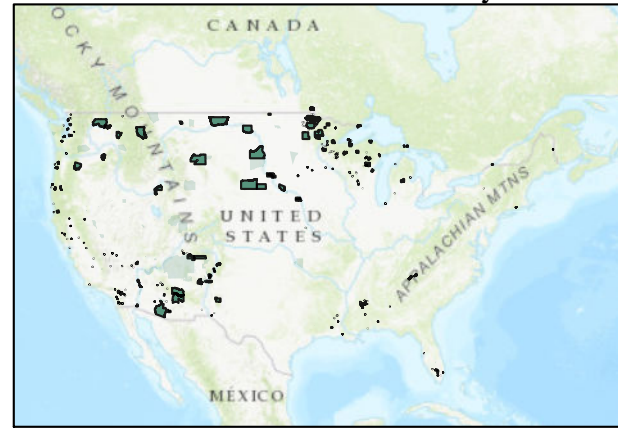 CANADA
ROCKY MOUNTAINS
UNITED
STATES
APPALACHIAN MTNS
MÉXICO